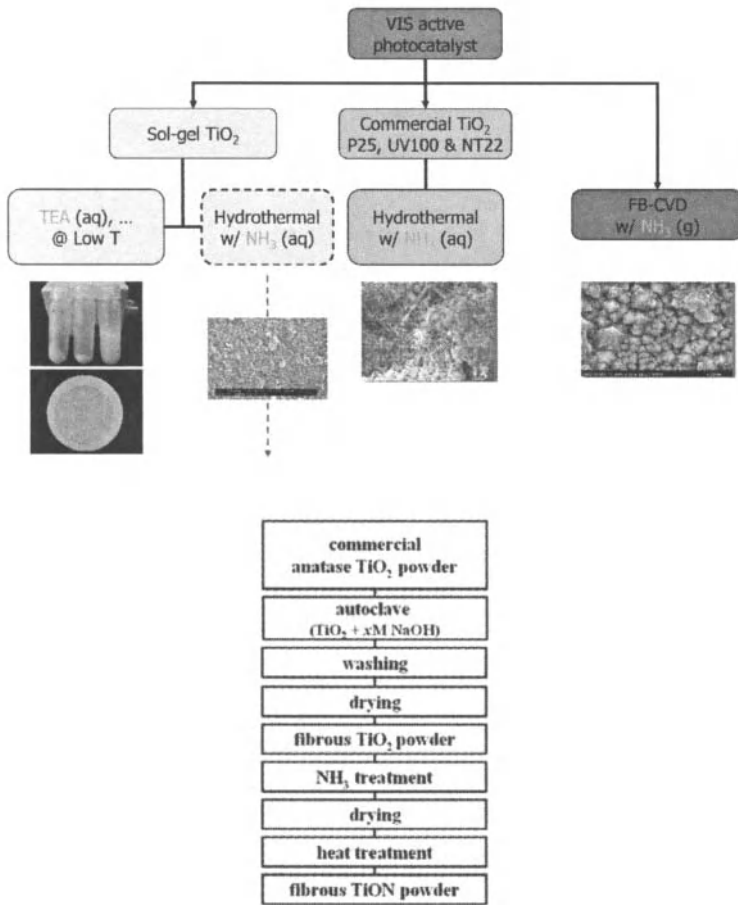 VIS active
photocatalyst
Sol-gel TiO₂
Commercial TiO₂
P25, UV100 & NT22
TEA (aq), ...
@ Low T
Hydrothermal
w/ NH₃ (aq)
Hydrothermal
w/ NH₃ (aq)
FB-CVD
w/ NH₃ (g)
commercial
anatase TiO₂ powder
autoclave
(TiO₂ + xM NaOH)
washing
drying
fibrous TiO₂ powder
NH₃ treatment
drying
heat treatment
fibrous TiON powder